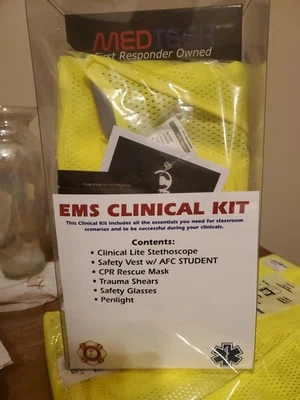 MEDTECH
First Responder Owned
EMS CLINICAL KIT
This Clinical Kit includes all the essentials you need for classroom
scenarios and to be successful during your clinicals.
Contents:
• Clinical Lite Stethoscope
• Safety Vest w/ AFC STUDENT
• CPR Rescue Mask
• Trauma Shears
• Safety Glasses
• Penlight